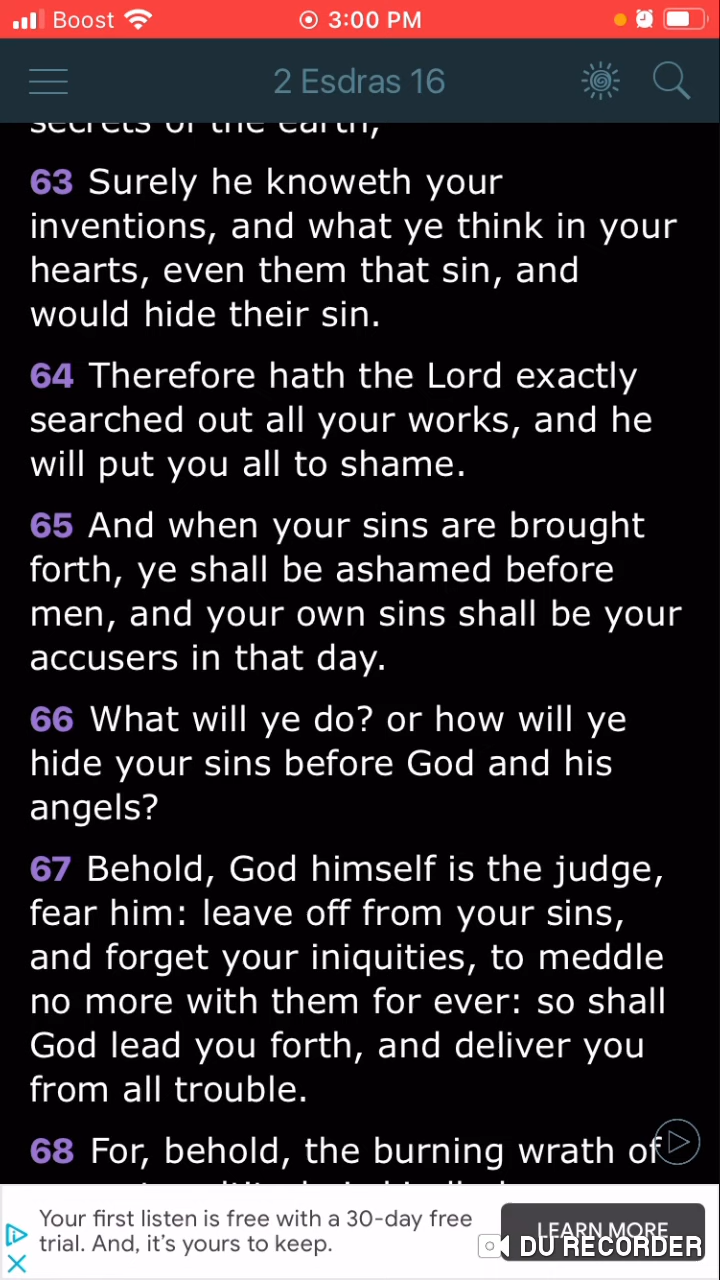 Boost 3:00 PM
2 Esdras 16
secrets of the earth,
63 Surely he knoweth your
inventions, and what ye think in your
hearts, even them that sin, and
would hide their sin.
64 Therefore hath the Lord exactly
searched out all your works, and he
will put you all to shame.
65 And when your sins are brought
forth, ye shall be ashamed before
men, and your own sins shall be your
accusers in that day.
66 What will ye do? or how will ye
hide your sins before God and his
angels?
67 Behold, God himself is the judge,
fear him: leave off from your sins,
and forget your iniquities, to meddle
no more with them for ever: so shall
God lead you forth, and deliver you
from all trouble.
68 For, behold, the burning wrath of
Your first listen is free with a 30-day free
trial. And, it's yours to keep.
LEARN MORE
DU RECORDER